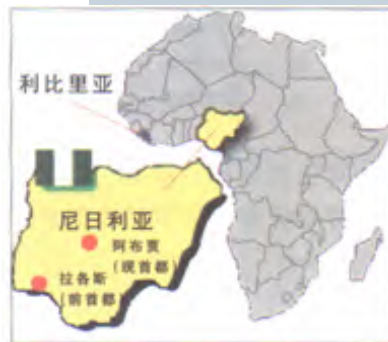 利比里亚
尼日利亚
阿布贾
(现首都)
拉各斯
(前首都)